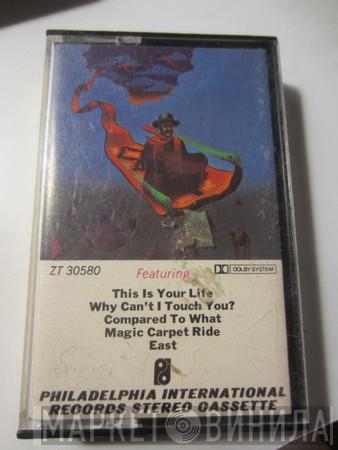 ZT 30580
Featuring
DOLBY SYSTEM
This Is Your Life
Why Can't I Touch You?
Compared To What
Magic Carpet Ride
East
PHILADELPHIA INTERNATIONAL
RECORDS STEREO CASSETTE
МАРКЕТ ВИНИЛА